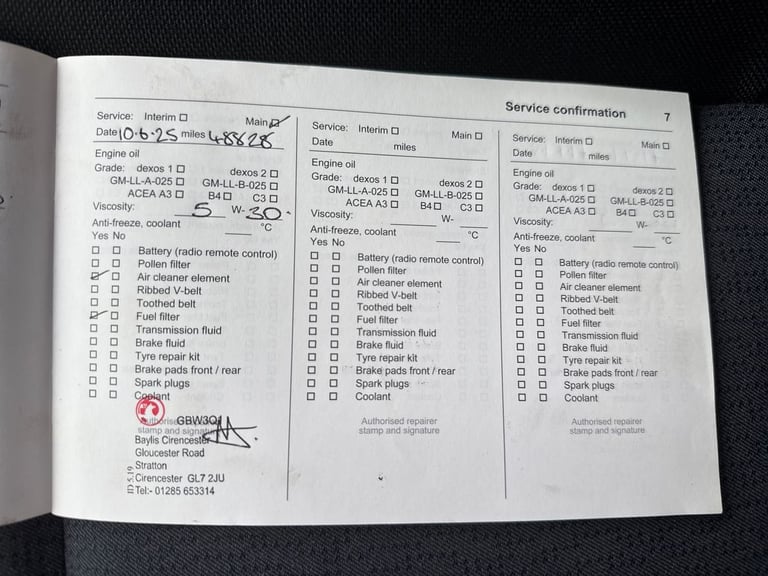 Service confirmation 7
Service: Interim ☐ Main ☑
Date 10·6·25 miles
Engine oil
Grade: dexos 1 ☐ dexos 2 ☐
GM-LL-A-025 ☐ GM-LL-B-025 ☐
ACEA A3 ☐ B4 ☐ C3 ☐
Viscosity: 5 W- 30.
Anti-freeze, coolant °C
Yes No
☐ ☐ Battery (radio remote control)
☐ ☐ Pollen filter
☑ ☐ Air cleaner element
☐ ☐ Ribbed V-belt
☐ ☐ Toothed belt
☑ ☐ Fuel filter
☐ ☐ Transmission fluid
☐ ☐ Brake fluid
☐ ☐ Tyre repair kit
☐ ☐ Brake pads front / rear
☐ ☐ Spark plugs
☐ ☐ Coolant
Authorised GBW3Q1
stamp and signature
Baylis Cirencester
Gloucester Road
Stratton
Cirencester GL7 2JU
Tel:- 01285 653314
Service: Interim ☐ Main ☐
Date miles
Engine oil
Grade: dexos 1 ☐ dexos 2 ☐
GM-LL-A-025 ☐ GM-LL-B-025 ☐
ACEA A3 ☐ B4 ☐ C3 ☐
Viscosity: W-
Anti-freeze, coolant °C
Yes No
☐ ☐ Battery (radio remote control)
☐ ☐ Pollen filter
☐ ☐ Air cleaner element
☐ ☐ Ribbed V-belt
☐ ☐ Toothed belt
☐ ☐ Fuel filter
☐ ☐ Transmission fluid
☐ ☐ Brake fluid
☐ ☐ Tyre repair kit
☐ ☐ Brake pads front / rear
☐ ☐ Spark plugs
☐ ☐ Coolant
Authorised repairer
stamp and signature
Service: Interim ☐ Main ☐
Date miles
Engine oil
Grade: dexos 1 ☐ dexos 2 ☐
GM-LL-A-025 ☐ GM-LL-B-025 ☐
ACEA A3 ☐ B4 ☐ C3 ☐
Viscosity: W-
Anti-freeze, coolant °C
Yes No
☐ ☐ Battery (radio remote control)
☐ ☐ Pollen filter
☐ ☐ Air cleaner element
☐ ☐ Ribbed V-belt
☐ ☐ Toothed belt
☐ ☐ Fuel filter
☐ ☐ Transmission fluid
☐ ☐ Brake fluid
☐ ☐ Tyre repair kit
☐ ☐ Brake pads front / rear
☐ ☐ Spark plugs
☐ ☐ Coolant
Authorised repairer
stamp and signature